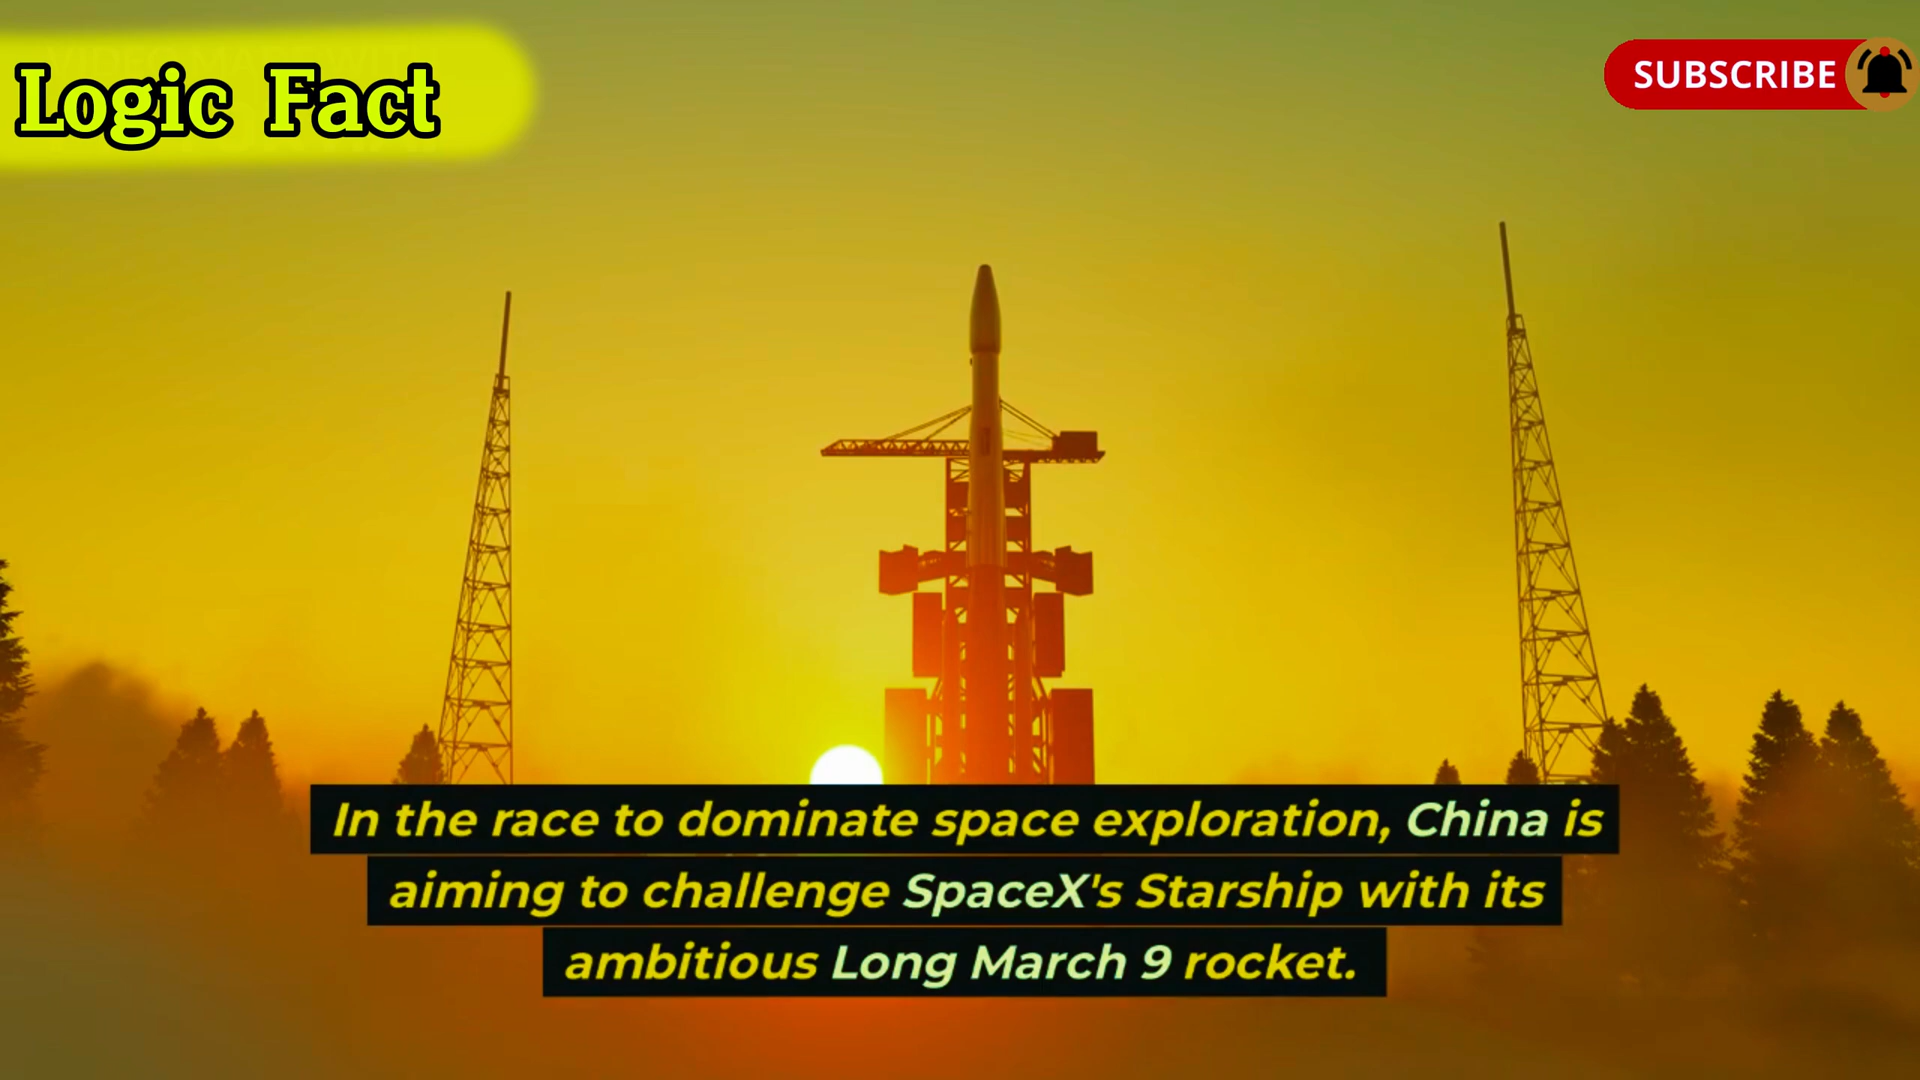 Logic Fact
SUBSCRIBE
In the race to dominate space exploration, China is
aiming to challenge SpaceX's Starship with its
ambitious Long March 9 rocket.